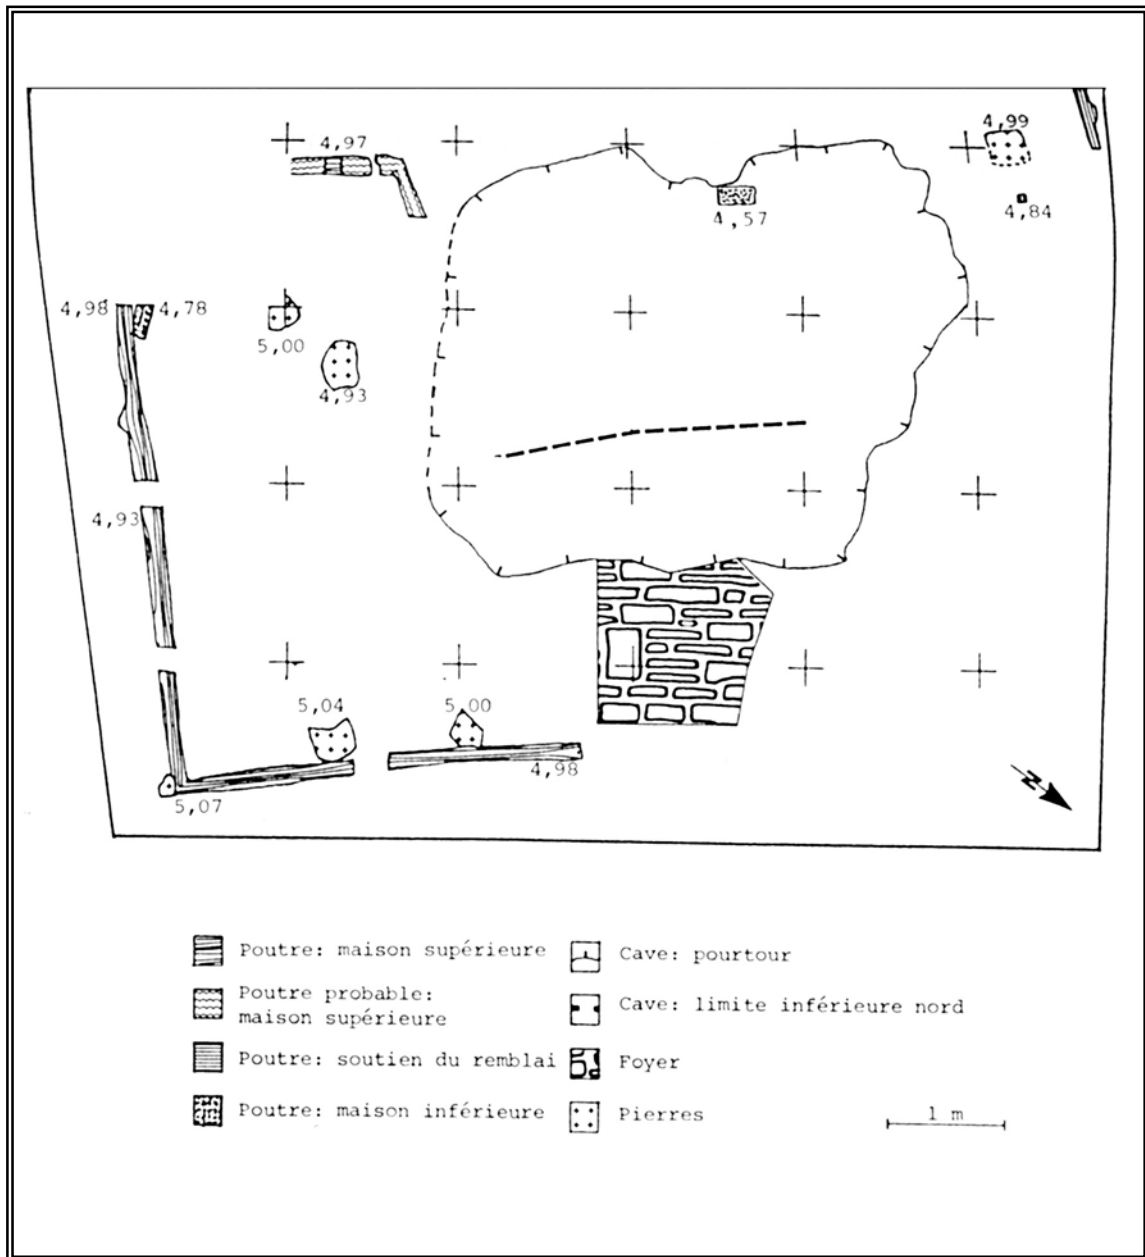 4,97
4,99
4,57
4,84
4,98
4,78
5,00
4,93
4,93
5,04
5,00
4,98
5,07
N
Poutre: maison supérieure
Poutre probable:
maison supérieure
Poutre: soutien du remblai
Poutre: maison inférieure
Cave: pourtour
Cave: limite inférieure nord
Foyer
Pierres
1 m